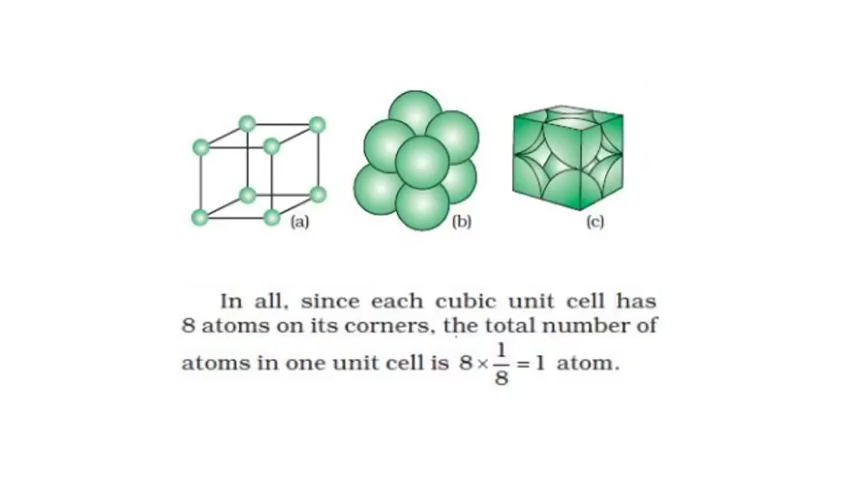 (a) (b) (c)
In all, since each cubic unit cell has
8 atoms on its corners, the total number of
atoms in one unit cell is 8 × 1/8 = 1 atom.